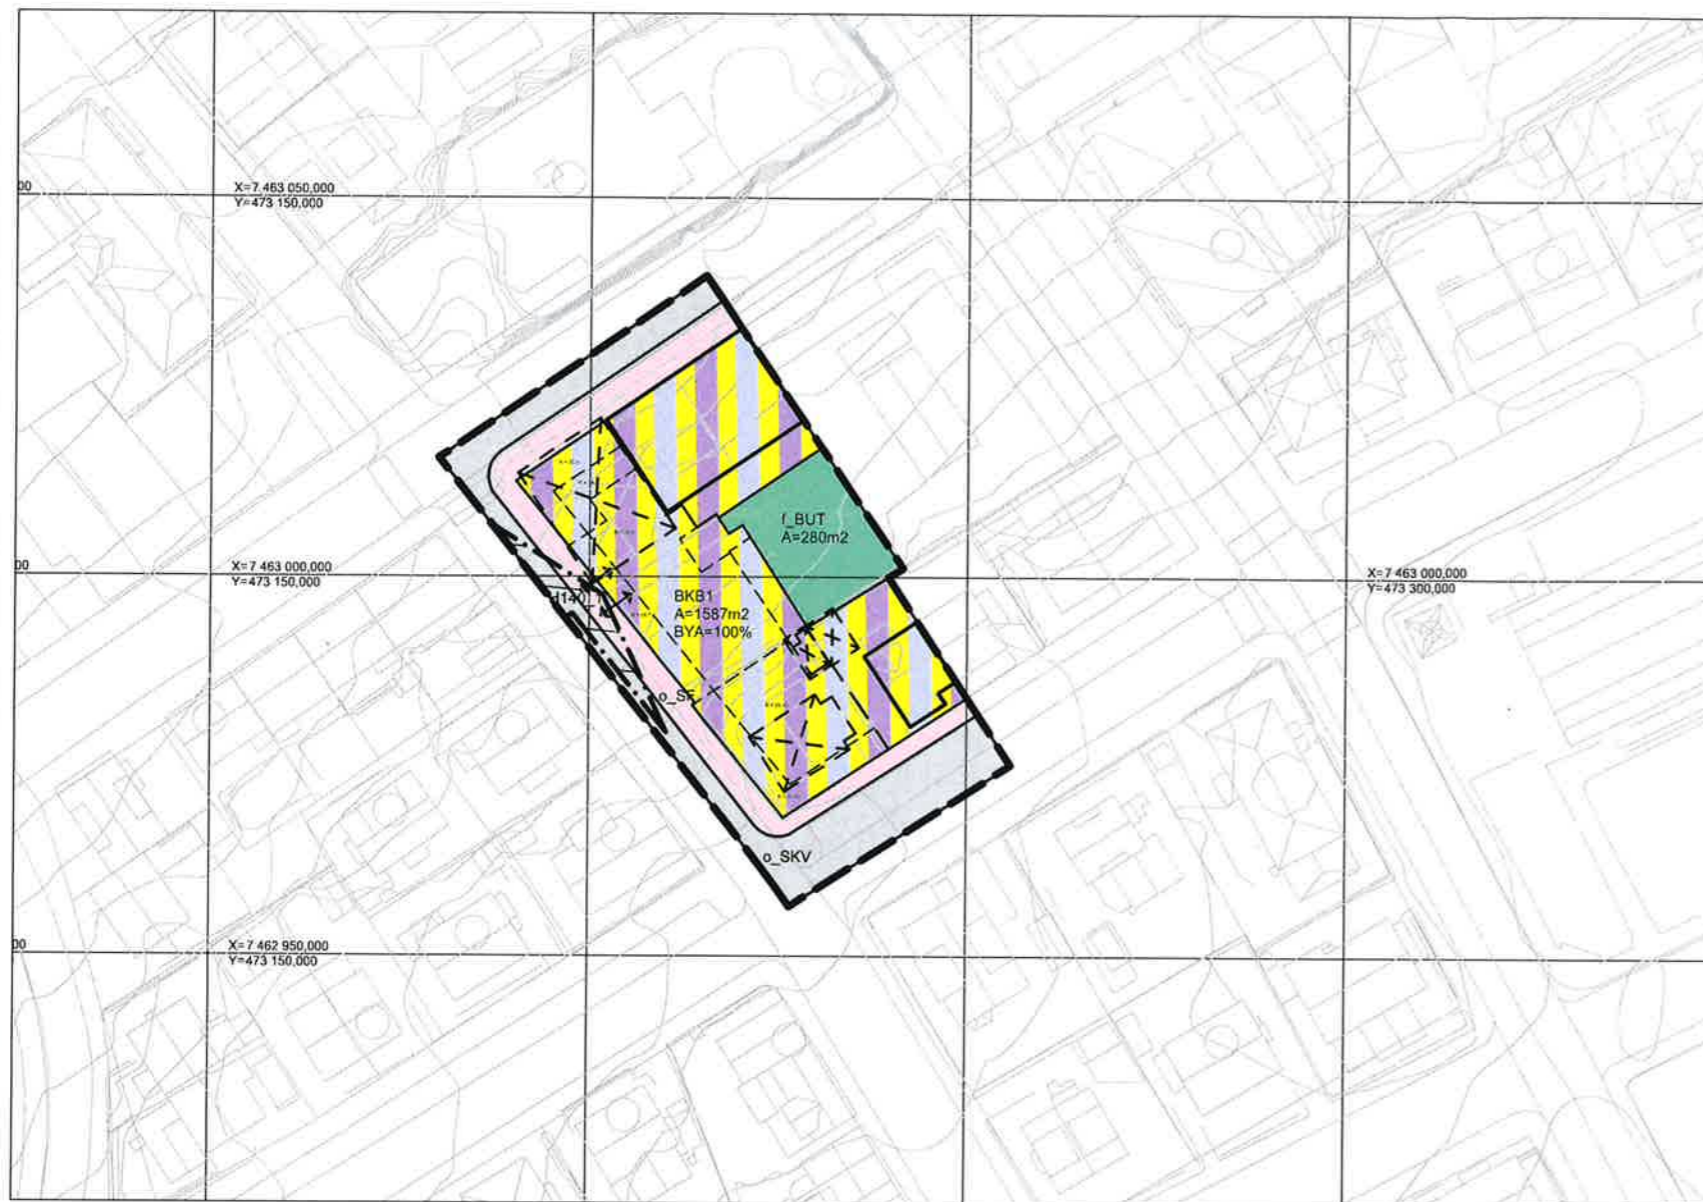 00
X=7 463 050,000
Y=473 150,000
f_BUT
A=280m2
00
X=7 463 000,000
Y=473 150,000
X=7 463 000,000
Y=473 300,000
BKB1
A=1587m2
BYA=100%
o_SF
o_SKV
00
X=7 462 950,000
Y=473 150,000